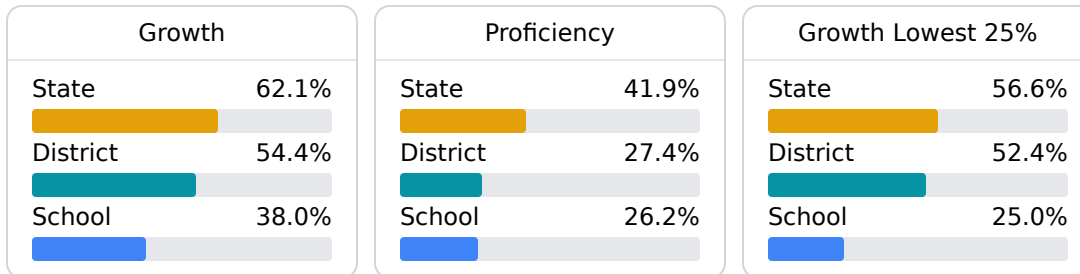 Growth
State 62.1%
District 54.4%
School 38.0%
Proficiency
State 41.9%
District 27.4%
School 26.2%
Growth Lowest 25%
State 56.6%
District 52.4%
School 25.0%